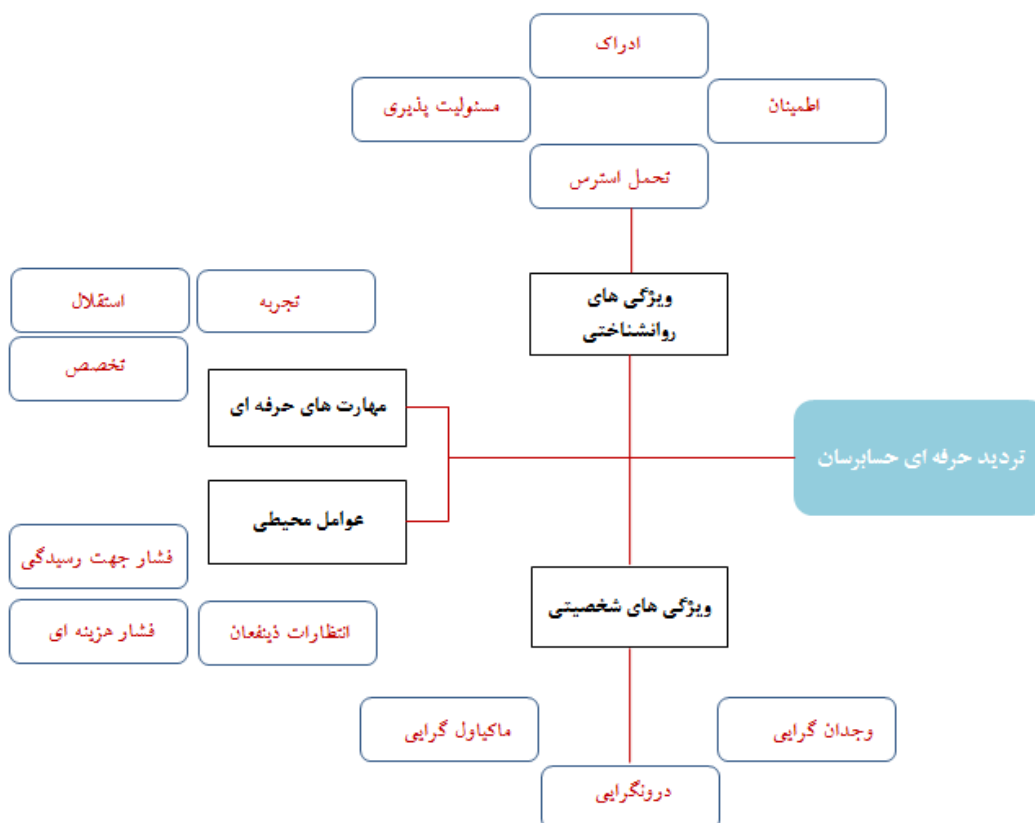 ادراک
اطمینان
مسئولیت پذیری
تحمل استرس
ویژگی های
روانشناختی
تجربه
استقلال
تخصص
مهارت های حرفه ای
تردید حرفه ای حسابرسان
عوامل محیطی
فشار جهت رسیدگی
ویژگی های شخصیتی
انتظارات ذینفعان
فشار هزینه ای
وجدان گرایی
ماکیاول گرایی
درونگرایی